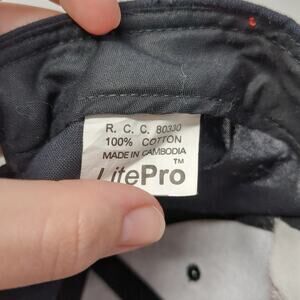 R. C. C. 80330
100% COTTON
MADE IN CAMBODIA
LitePro™